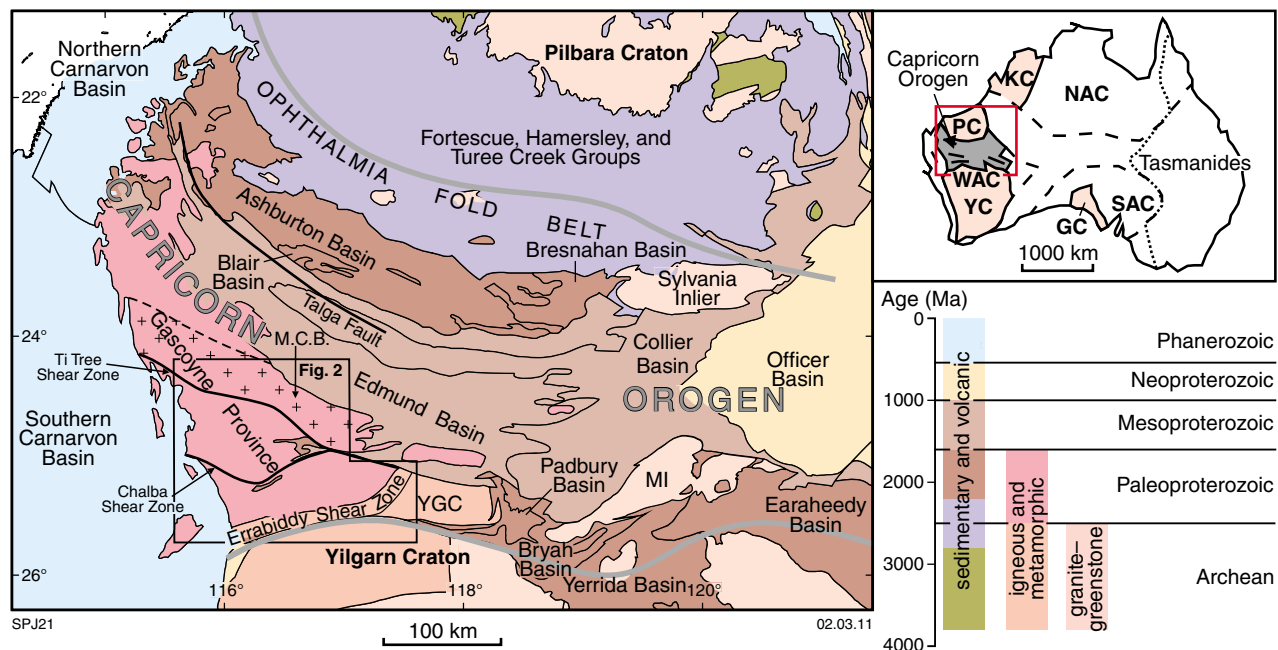 Northern
Carnarvon
Basin
22°
Pilbara Craton
OPHTHALMIA
FOLD
BELT
Fortescue, Hamersley, and
Turee Creek Groups
CAPRICORN
Ashburton Basin
Bresnahan Basin
Blair
Basin
Sylvania
Inlier
Talga Fault
24°
Gascoyne
Province
M.C.B.
Collier
Basin
Officer
Basin
Ti Tree
Shear Zone
Fig. 2
Edmund Basin
OROGEN
Southern
Carnarvon
Basin
Padbury
Basin
MI
Chalba
Shear Zone
YGC
Earaheedy
Basin
Errabiddy Shear Zone
Yilgarn Craton
Bryah
Basin
Yerrida Basin
26°
116°
118°
120°
SPJ21
100 km
02.03.11
Capricorn
Orogen
KC
NAC
PC
WAC
YC
GC
SAC
Tasmanides
1000 km
Age (Ma)
0
1000
2000
3000
4000
sedimentary and volcanic
igneous and
metamorphic
granite–
greenstone
Phanerozoic
Neoproterozoic
Mesoproterozoic
Paleoproterozoic
Archean